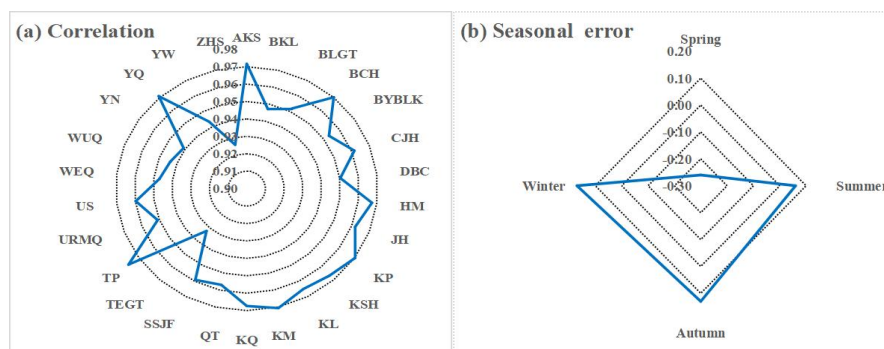 (a) Correlation
AKS
BKL
BLGT
BCH
BYBLK
CJH
DBC
HM
JH
KP
KSH
KL
KM
KQ
QT
SSJF
TEGT
TP
URMQ
US
WEQ
WUQ
YN
YQ
YW
ZHS
0.98
0.97
0.96
0.95
0.94
0.93
0.92
0.91
0.90
(b) Seasonal error
Spring
0.20
0.10
0.00
-0.10
-0.20
-0.30
Winter
Summer
Autumn